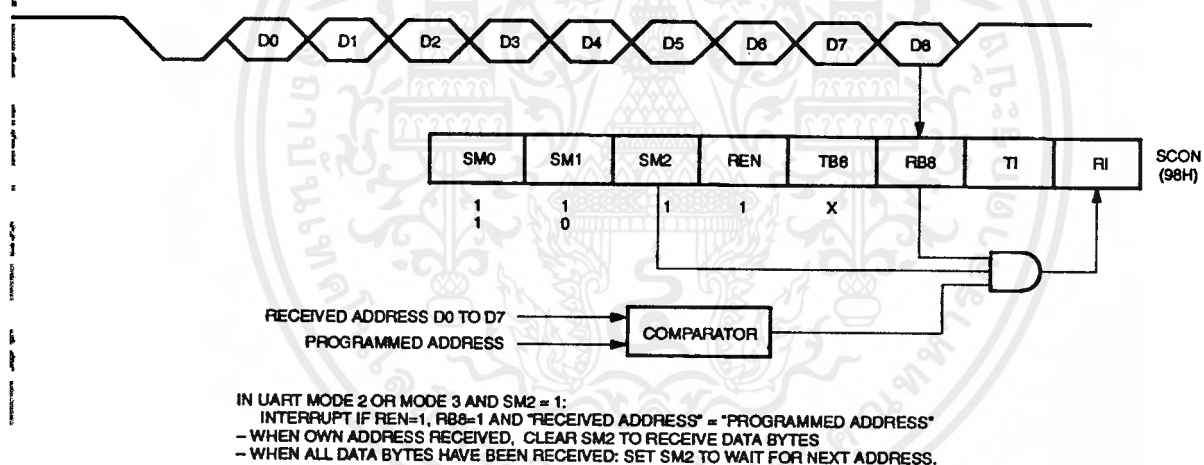 D0 D1 D2 D3 D4 D5 D6 D7 D8
SM0 SM1 SM2 REN TB8 RB8 TI RI
SCON
(98H)
1 1 1 1 X
1 0
RECEIVED ADDRESS D0 TO D7
PROGRAMMED ADDRESS
COMPARATOR
IN UART MODE 2 OR MODE 3 AND SM2 = 1:
INTERRUPT IF REN=1, RB8=1 AND "RECEIVED ADDRESS" = "PROGRAMMED ADDRESS"
– WHEN OWN ADDRESS RECEIVED, CLEAR SM2 TO RECEIVE DATA BYTES
– WHEN ALL DATA BYTES HAVE BEEN RECEIVED: SET SM2 TO WAIT FOR NEXT ADDRESS.